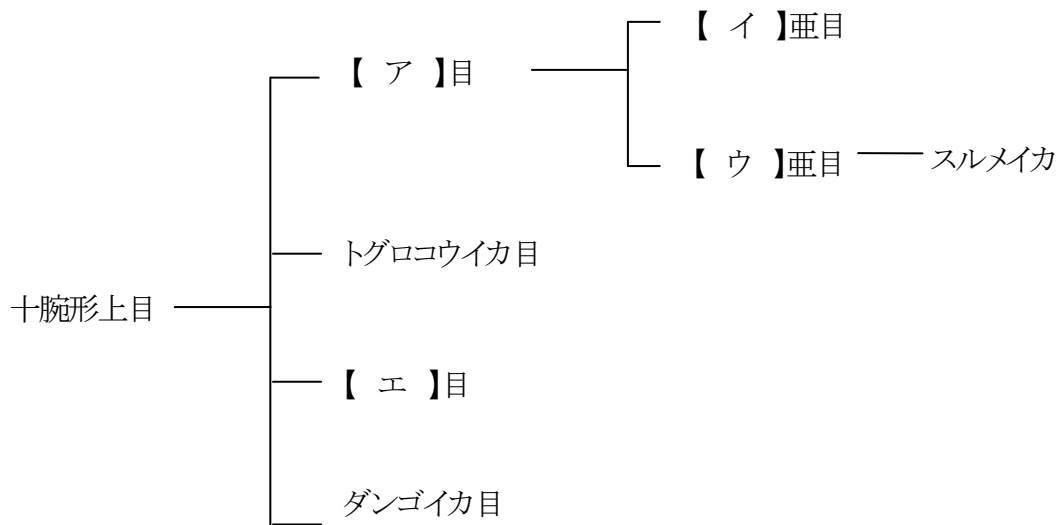 【 イ 】亜目
【 ア 】目
【 ウ 】亜目
スルメイカ
トグロコウイカ目
十腕形上目
【 エ 】目
ダンゴイカ目